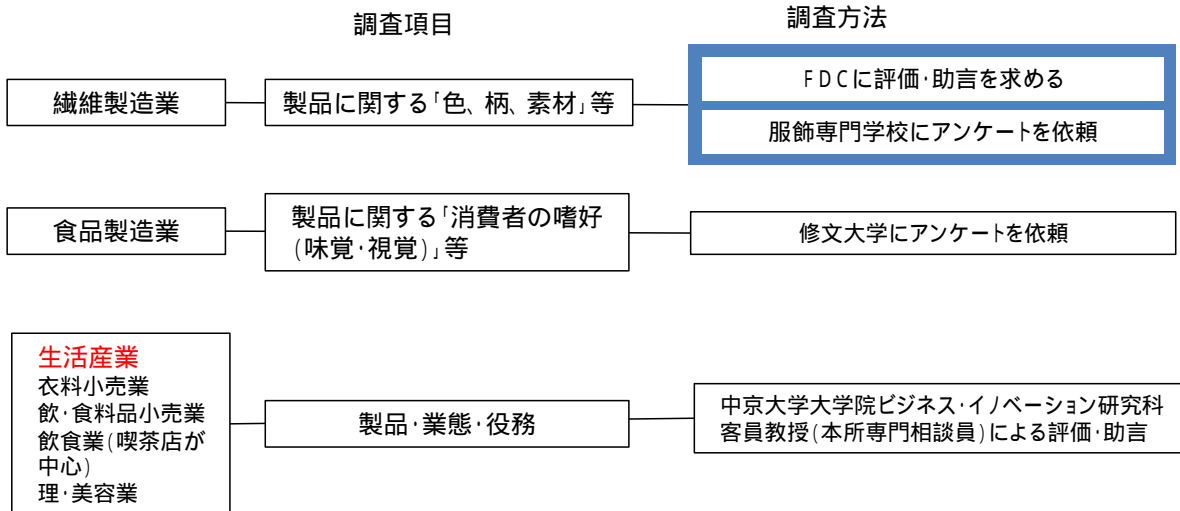 調査項目
調査方法
繊維製造業
製品に関する「色、柄、素材」等
FDCに評価・助言を求める
服飾専門学校にアンケートを依頼
食品製造業
製品に関する「消費者の嗜好
(味覚・視覚)」等
修文大学にアンケートを依頼
生活産業
衣料小売業
飲・食料品小売業
飲食業(喫茶店が
中心)
理・美容業
製品・業態・役務
中京大学大学院ビジネス・イノベーション研究科
客員教授(本所専門相談員)による評価・助言